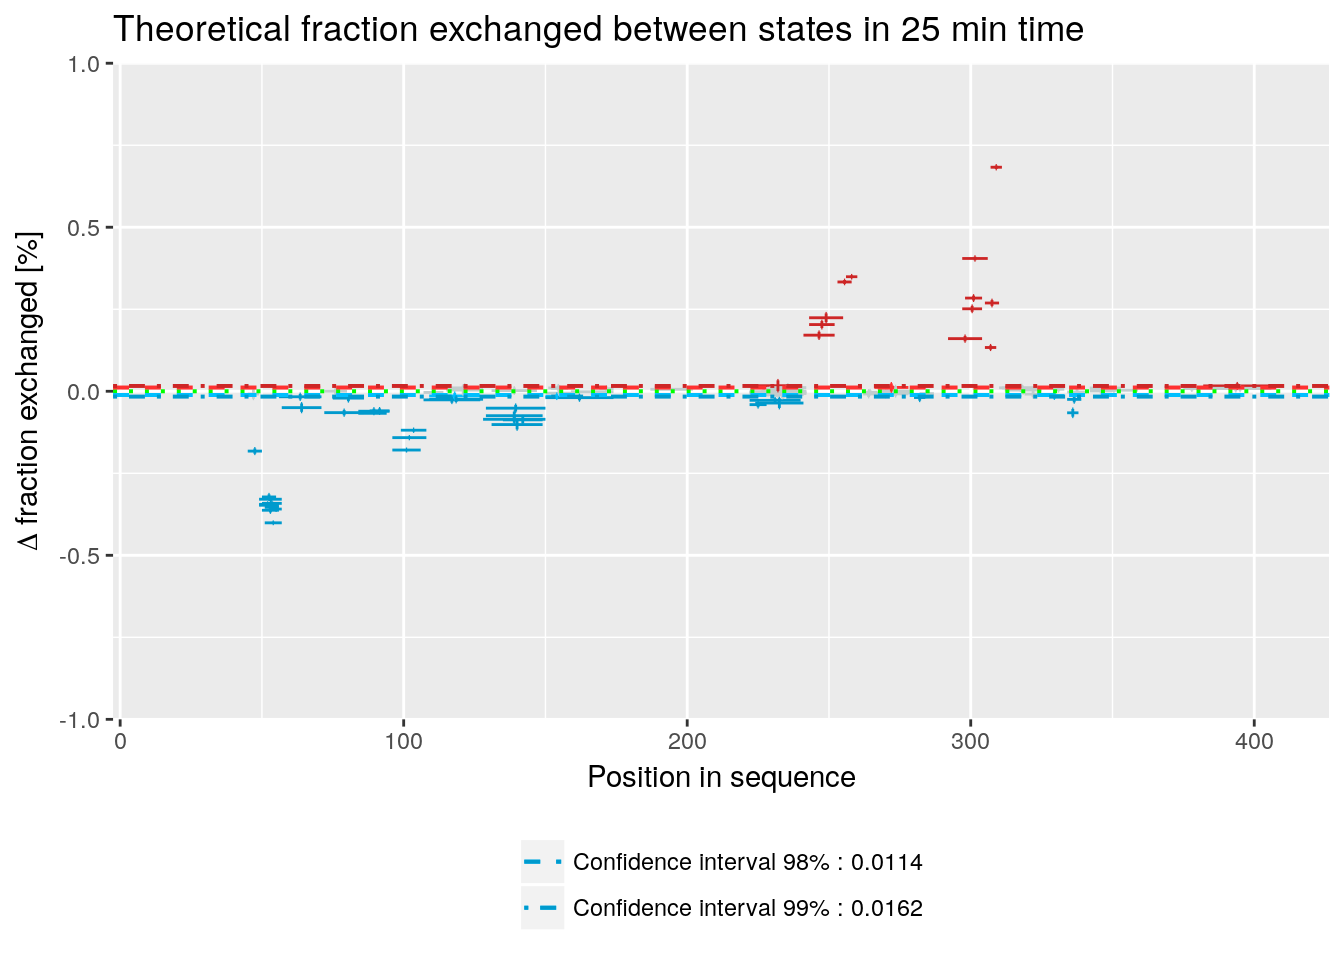 Theoretical fraction exchanged between states in 25 min time
Δ fraction exchanged [%]
1.0
0.5
0.0
-0.5
-1.0
0 100 200 300 400
Position in sequence
Confidence interval 98% : 0.0114
Confidence interval 99% : 0.0162